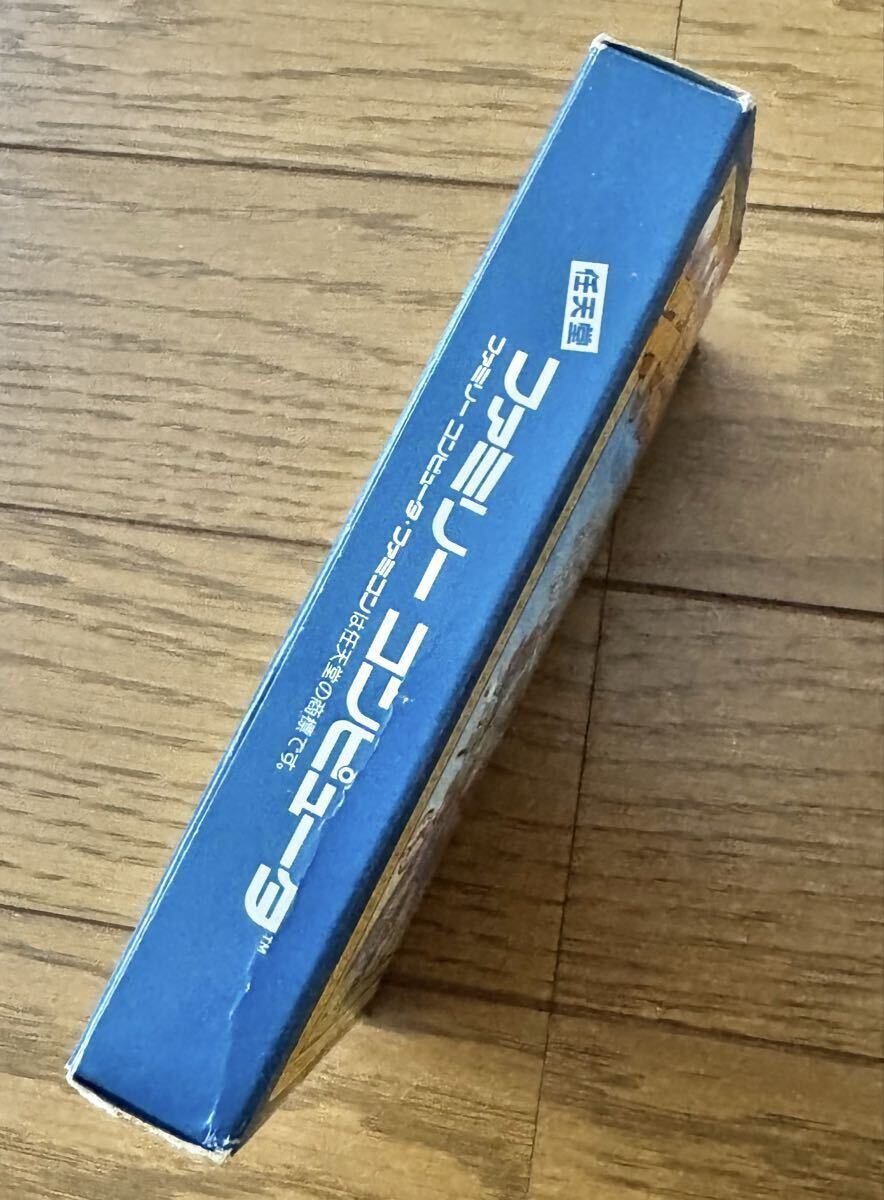 任天堂
ファミリー コンピュータ™
ファミリー コンピュータ・ファミコンは任天堂の商標です。